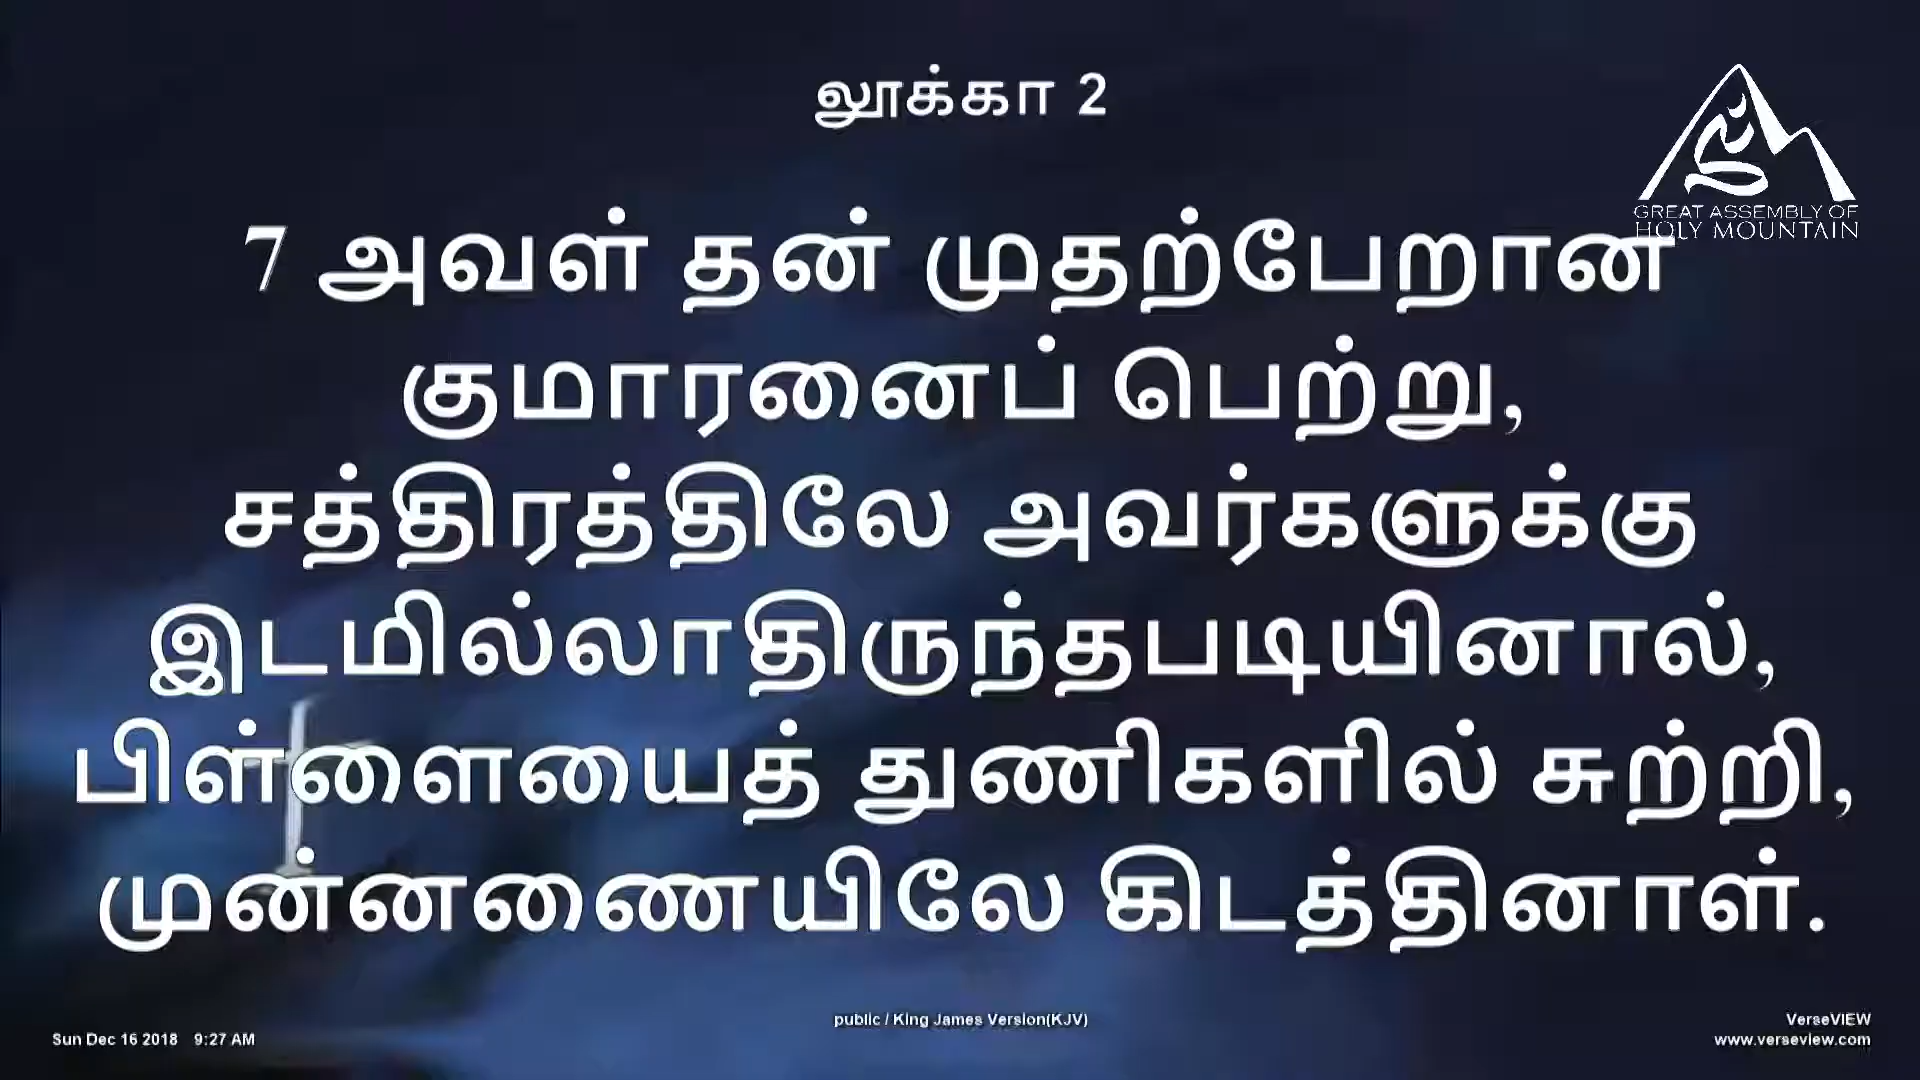 லூக்கா 2
GREAT ASSEMBLY OF
HOLY MOUNTAIN
7 அவள் தன் முதற்பேறான
குமாரனைப் பெற்று,
சத்திரத்திலே அவர்களுக்கு
இடமில்லாதிருந்தபடியினால்,
பிள்ளையைத் துணிகளில் சுற்றி,
முன்னணையிலே கிடத்தினாள்.
public / King James Version(KJV)
Sun Dec 16 2018 9:27 AM
VerseVIEW
www.verseview.com